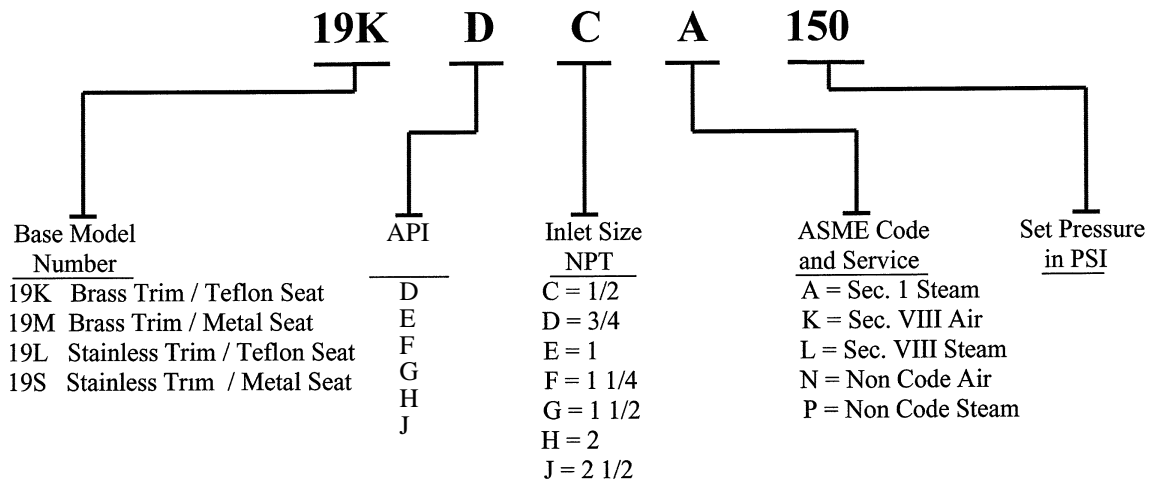 19K D C A 150
Base Model
Number
19K Brass Trim / Teflon Seat
19M Brass Trim / Metal Seat
19L Stainless Trim / Teflon Seat
19S Stainless Trim / Metal Seat
API
D
E
F
G
H
J
Inlet Size
NPT
C = 1/2
D = 3/4
E = 1
F = 1 1/4
G = 1 1/2
H = 2
J = 2 1/2
ASME Code
and Service
A = Sec. 1 Steam
K = Sec. VIII Air
L = Sec. VIII Steam
N = Non Code Air
P = Non Code Steam
Set Pressure
in PSI